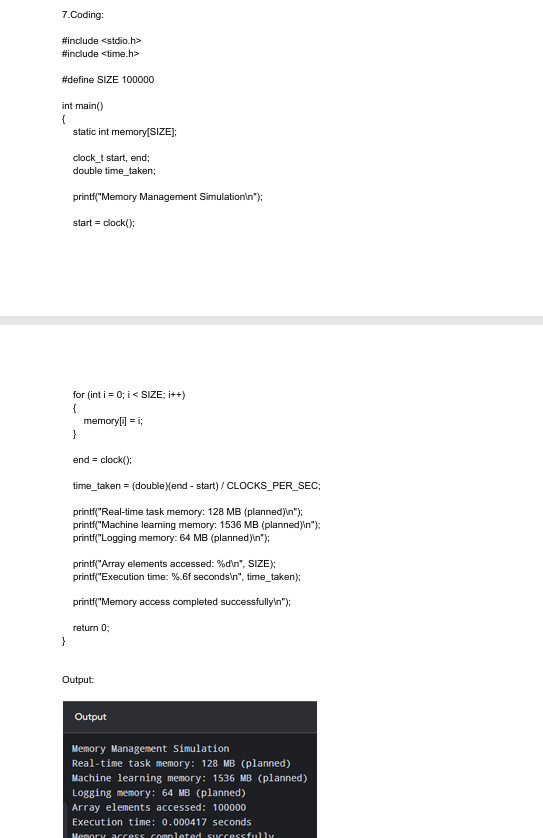 7.Coding:
#include <stdio.h>
#include <time.h>
#define SIZE 100000
int main()
{
static int memory[SIZE];
clock_t start, end;
double time_taken;
printf("Memory Management Simulation\n");
start = clock();
for (int i = 0; i < SIZE; i++)
{
memory[i] = i;
}
end = clock();
time_taken = (double)(end - start) / CLOCKS_PER_SEC;
printf("Real-time task memory: 128 MB (planned)\n");
printf("Machine learning memory: 1536 MB (planned)\n");
printf("Logging memory: 64 MB (planned)\n");
printf("Array elements accessed: %d\n", SIZE);
printf("Execution time: %.6f seconds\n", time_taken);
printf("Memory access completed successfully\n");
return 0;
}
Output:
Output
Memory Management Simulation
Real-time task memory: 128 MB (planned)
Machine learning memory: 1536 MB (planned)
Logging memory: 64 MB (planned)
Array elements accessed: 100000
Execution time: 0.000417 seconds
Memory access completed successfully